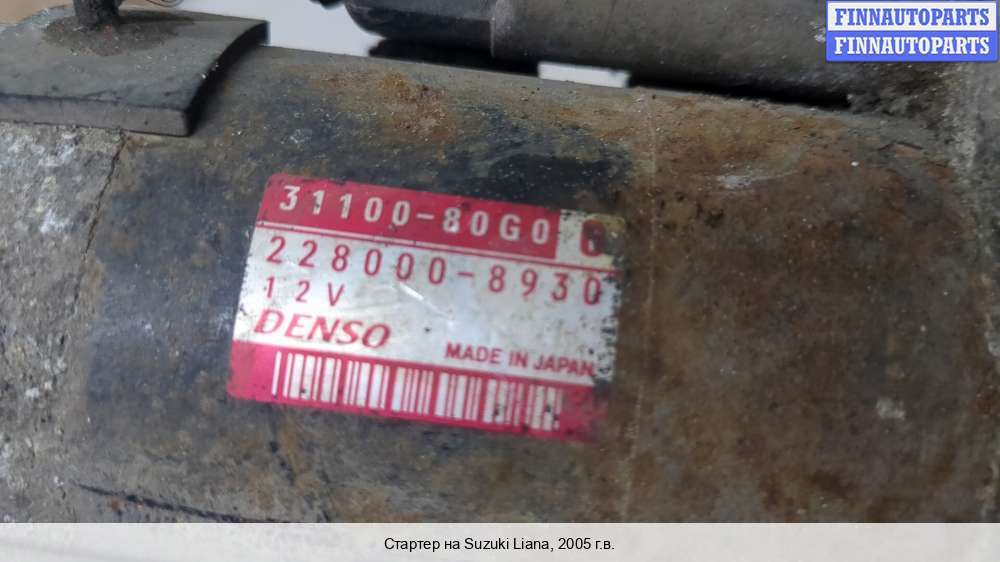 FINNAUTOPARTS
FINNAUTOPARTS
31100-80G0
228000-8930
12V
DENSO
MADE IN JAPAN
Стартер на Suzuki Liana, 2005 г.в.